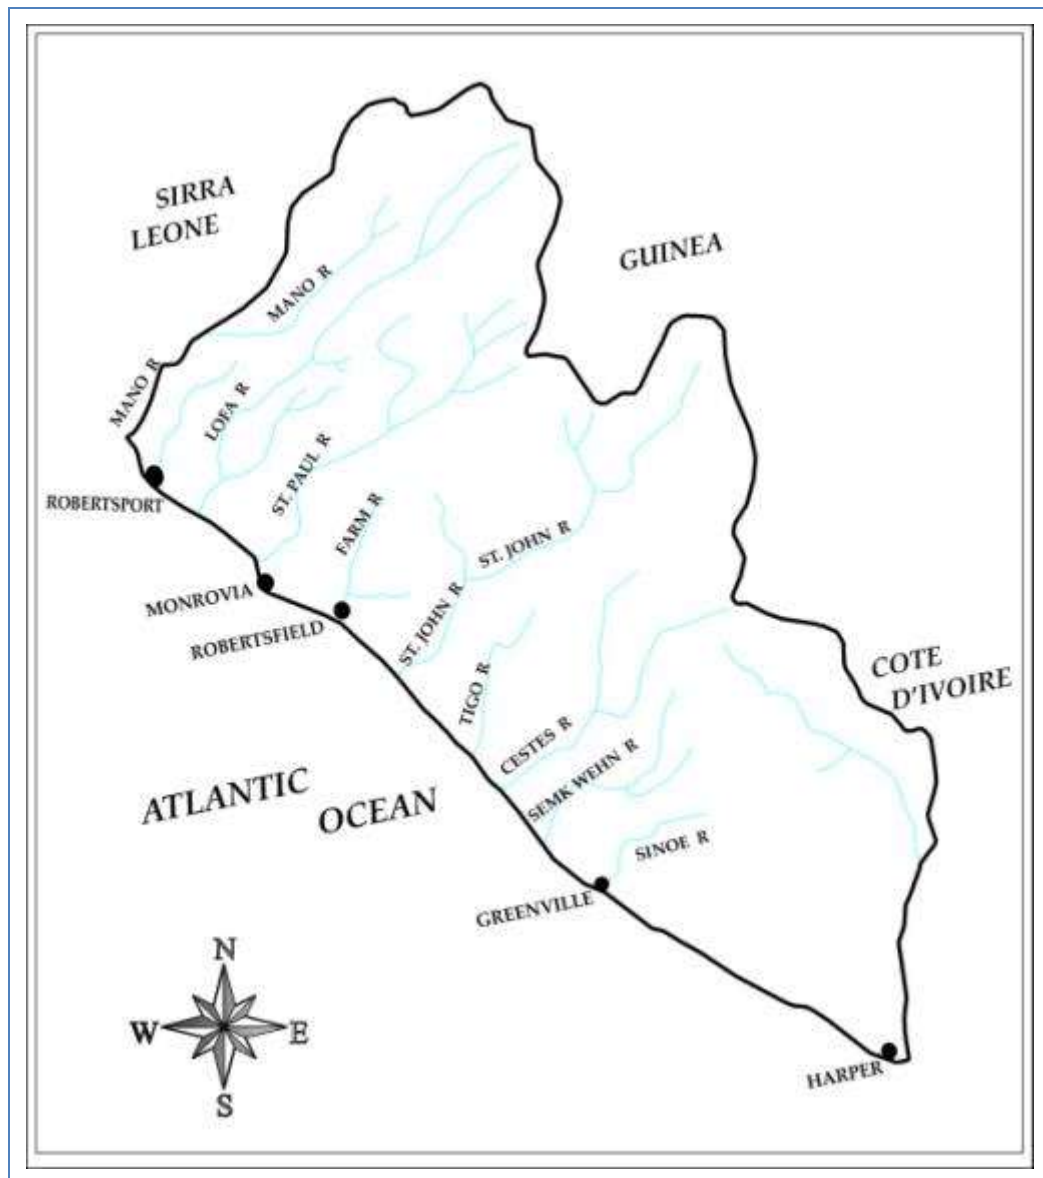 SIRRA
LEONE
GUINEA
MANO R
MANO R
LOFA R
ST. PAUL R
FARM R
ROBERTSPORT
ST. JOHN R
MONROVIA
ST. JOHN R
ROBERTSFIELD
COTE
D'IVOIRE
TIGO R
CESTES R
SEMK WEHN R
ATLANTIC
OCEAN
SINOE R
GREENVILLE
N
W
E
S
HARPER